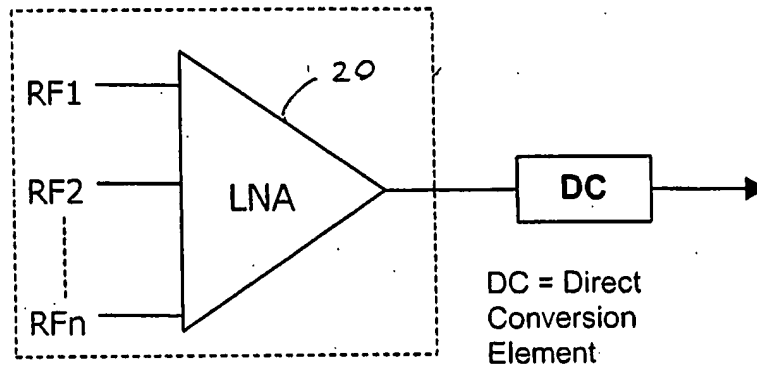 20
RF1
RF2
LNA
DC
RFn
DC = Direct
Conversion
Element